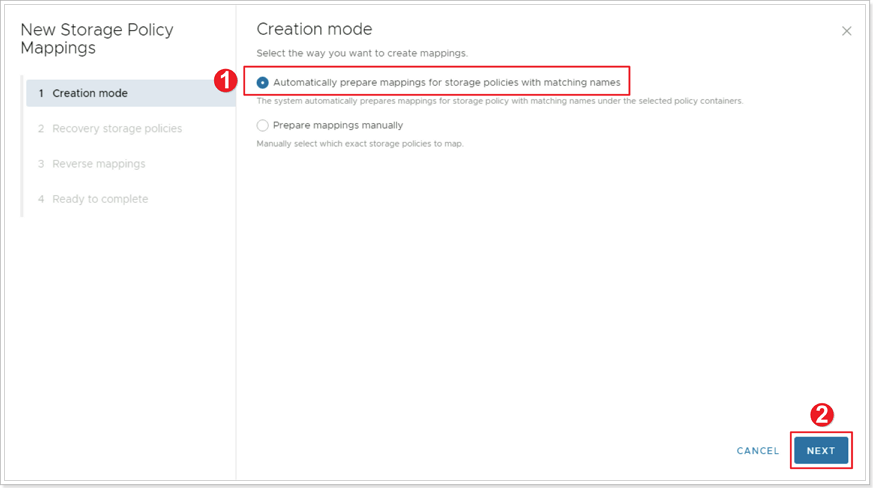 New Storage Policy
Mappings
1 Creation mode
2 Recovery storage policies
3 Reverse mappings
4 Ready to complete
Creation mode
Select the way you want to create mappings.
1
Automatically prepare mappings for storage policies with matching names
The system automatically prepares mappings for storage policy with matching names under the selected policy containers.
Prepare mappings manually
Manually select which exact storage policies to map.
2
CANCEL
NEXT